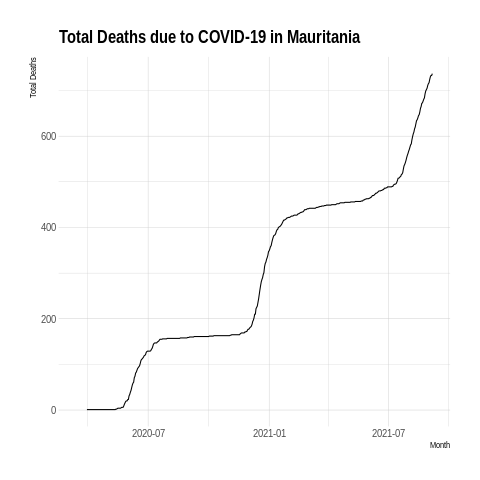 Total Deaths due to COVID-19 in Mauritania
Total Deaths
600
400
200
0
2020-07
2021-01
2021-07
Month